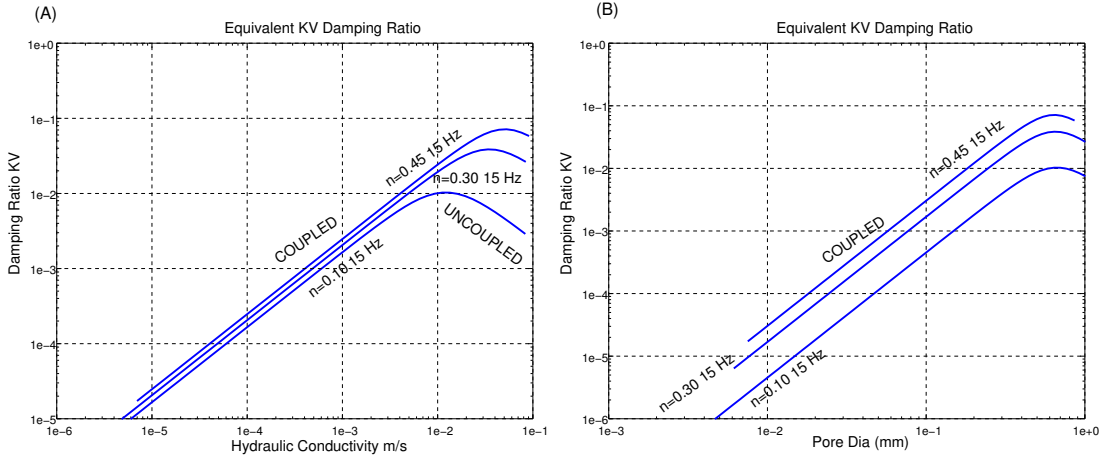 (A)
Equivalent KV Damping Ratio
Damping Ratio KV
1e+0
1e−1
1e−2
1e−3
1e−4
1e−5
1e−6
1e−5
1e−4
1e−3
1e−2
1e−1
Hydraulic Conductivity m/s
n=0.45 15 Hz
n=0.30 15 Hz
n=0.10 15 Hz
COUPLED
UNCOUPLED
(B)
Equivalent KV Damping Ratio
Damping Ratio KV
1e+0
1e−1
1e−2
1e−3
1e−4
1e−5
1e−6
1e−3
1e−2
1e−1
1e+0
Pore Dia (mm)
n=0.45 15 Hz
COUPLED
n=0.30 15 Hz
n=0.10 15 Hz